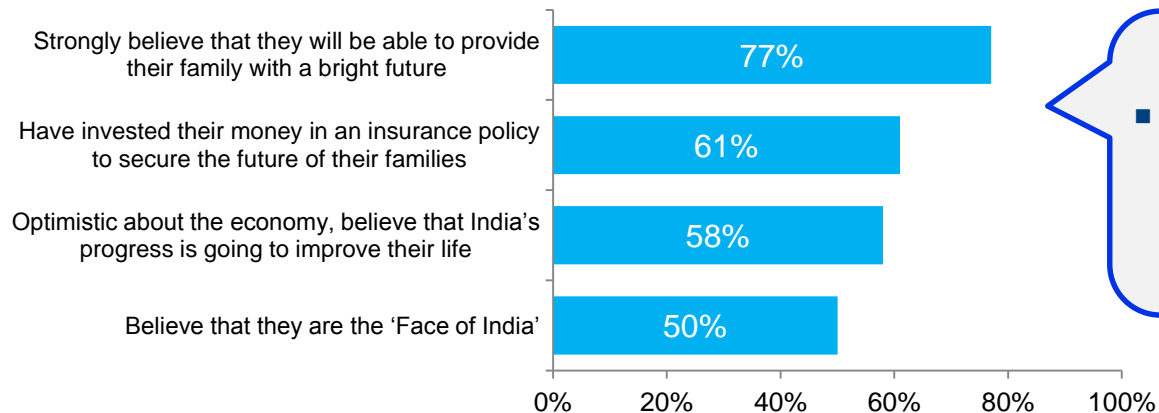 Strongly believe that they will be able to provide
their family with a bright future
77%
Have invested their money in an insurance policy
to secure the future of their families
61%
Optimistic about the economy, believe that India’s
progress is going to improve their life
58%
Believe that they are the ‘Face of India’
50%
0% 20% 40% 60% 80% 100%